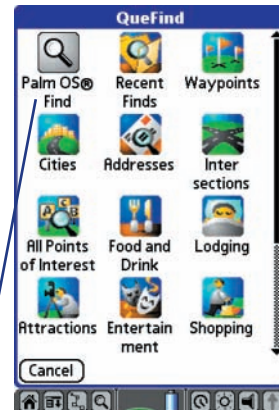 QueFind
Palm OS® Recent Waypoints
Find Finds
Cities Addresses Inter
sections
All Points Food and Lodging
of Interest Drink
Attractions Entertain Shopping
ment
Cancel